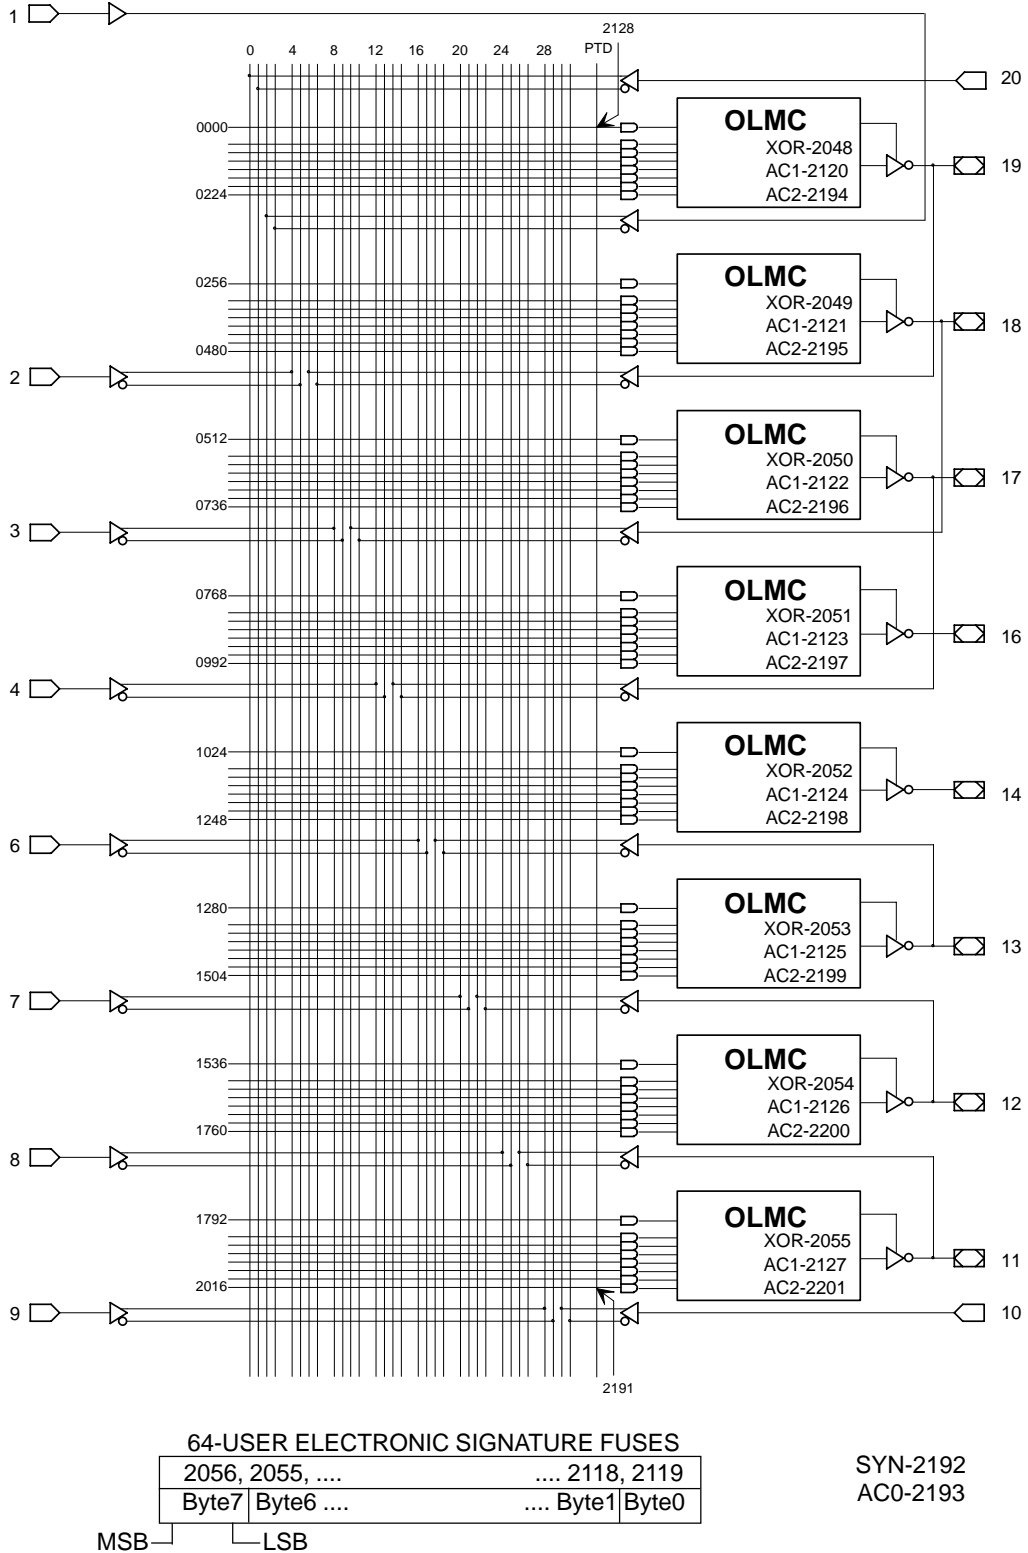 1
2128
0 4 8 12 16 20 24 28 PTD
20
0000
OLMC
XOR-2048
AC1-2120
AC2-2194
19
0224
0256
OLMC
XOR-2049
AC1-2121
AC2-2195
18
0480
2
0512
OLMC
XOR-2050
AC1-2122
AC2-2196
17
0736
3
0768
OLMC
XOR-2051
AC1-2123
AC2-2197
16
0992
4
1024
OLMC
XOR-2052
AC1-2124
AC2-2198
14
1248
6
1280
OLMC
XOR-2053
AC1-2125
AC2-2199
13
1504
7
1536
OLMC
XOR-2054
AC1-2126
AC2-2200
12
1760
8
1792
OLMC
XOR-2055
AC1-2127
AC2-2201
11
2016
9
10
2191
64-USER ELECTRONIC SIGNATURE FUSES
2056, 2055, .... .... 2118, 2119
Byte7 Byte6 .... .... Byte1 Byte0
MSB LSB
SYN-2192
AC0-2193